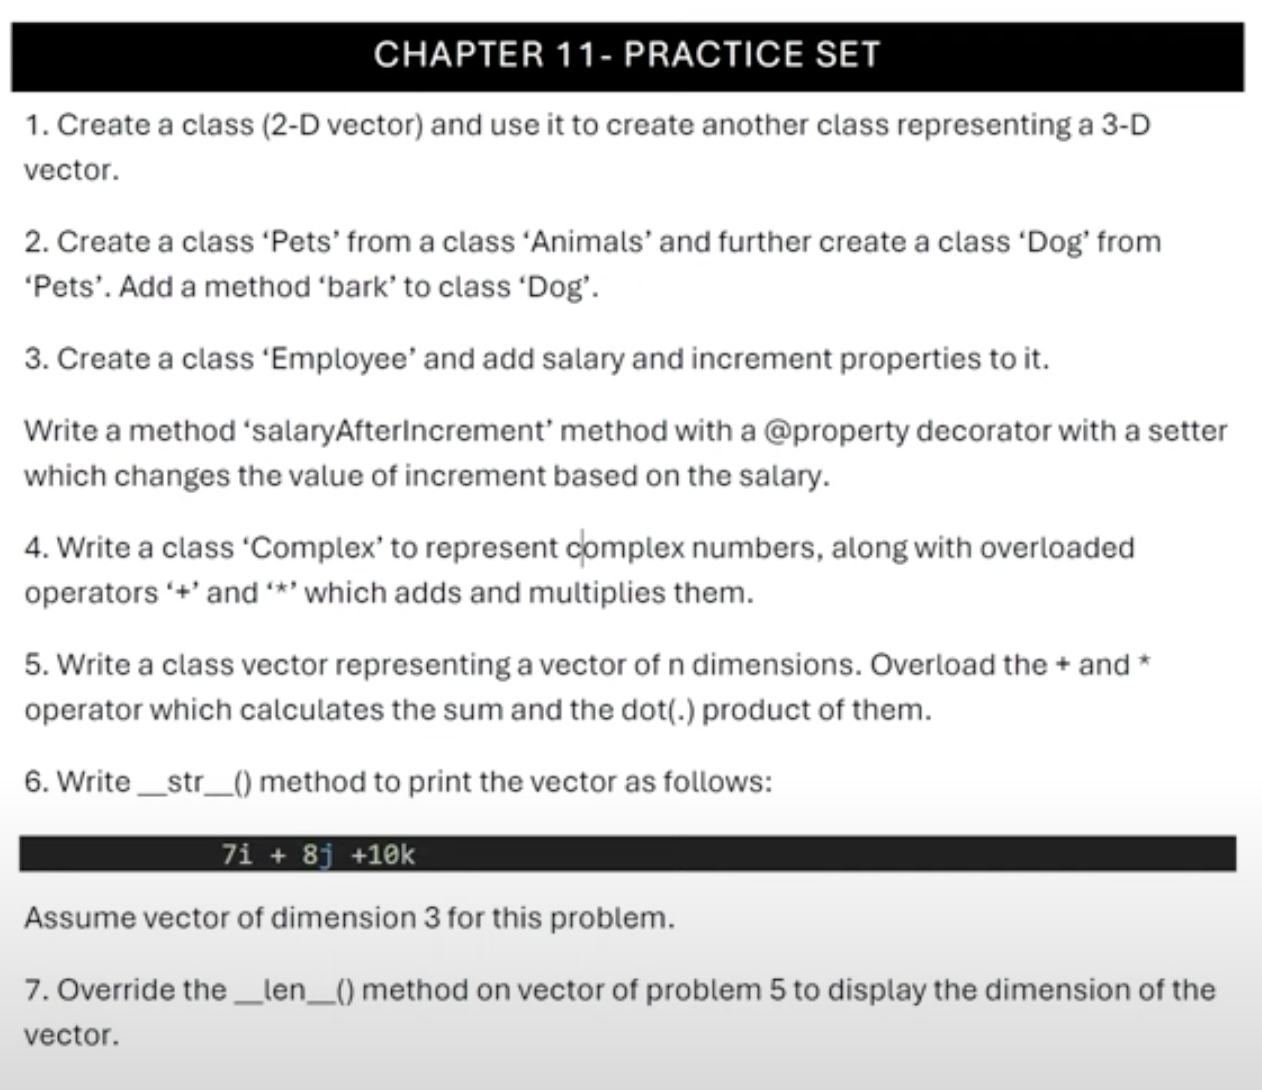 CHAPTER 11- PRACTICE SET
1. Create a class (2-D vector) and use it to create another class representing a 3-D
vector.
2. Create a class ‘Pets’ from a class ‘Animals’ and further create a class ‘Dog’ from
‘Pets’. Add a method ‘bark’ to class ‘Dog’.
3. Create a class ‘Employee’ and add salary and increment properties to it.
Write a method ‘salaryAfterIncrement’ method with a @property decorator with a setter
which changes the value of increment based on the salary.
4. Write a class ‘Complex’ to represent complex numbers, along with overloaded
operators ‘+’ and ‘*’ which adds and multiplies them.
5. Write a class vector representing a vector of n dimensions. Overload the + and *
operator which calculates the sum and the dot(.) product of them.
6. Write __str__() method to print the vector as follows:
7i + 8j +10k
Assume vector of dimension 3 for this problem.
7. Override the __len__() method on vector of problem 5 to display the dimension of the
vector.